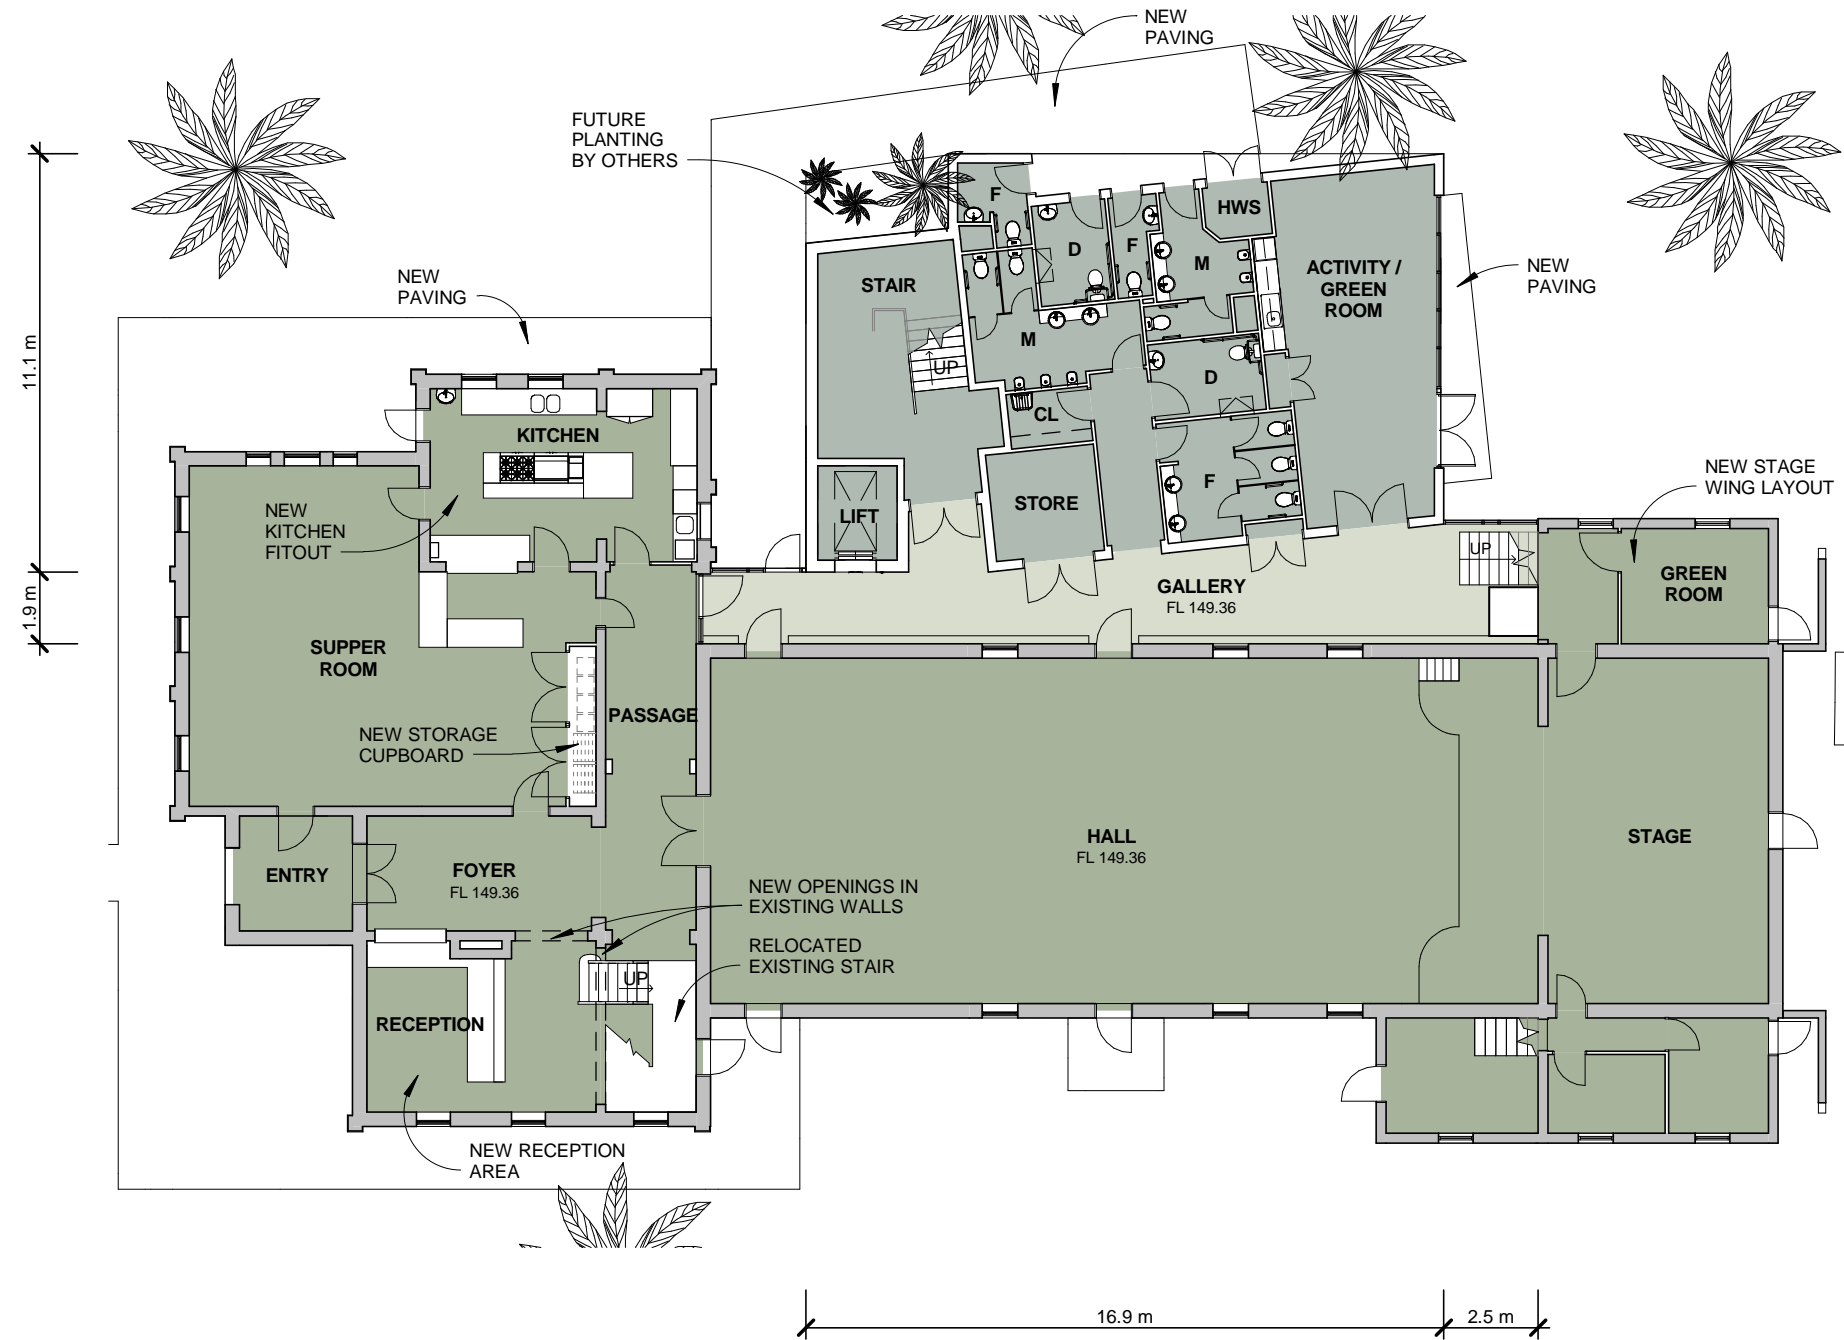 NEW
PAVING
FUTURE
PLANTING
BY OTHERS
F
HWS
D
F
M
ACTIVITY /
GREEN
ROOM
NEW
PAVING
NEW
PAVING
STAIR
11.1 m
M
UP
D
CL
KITCHEN
NEW STAGE
WING LAYOUT
F
STORE
LIFT
NEW
KITCHEN
FITOUT
UP
GREEN
ROOM
GALLERY
FL 149.36
1.9 m
SUPPER
ROOM
PASSAGE
NEW STORAGE
CUPBOARD
HALL
FL 149.36
STAGE
ENTRY
FOYER
FL 149.36
NEW OPENINGS IN
EXISTING WALLS
RELOCATED
EXISTING STAIR
UP
RECEPTION
NEW RECEPTION
AREA
16.9 m
2.5 m